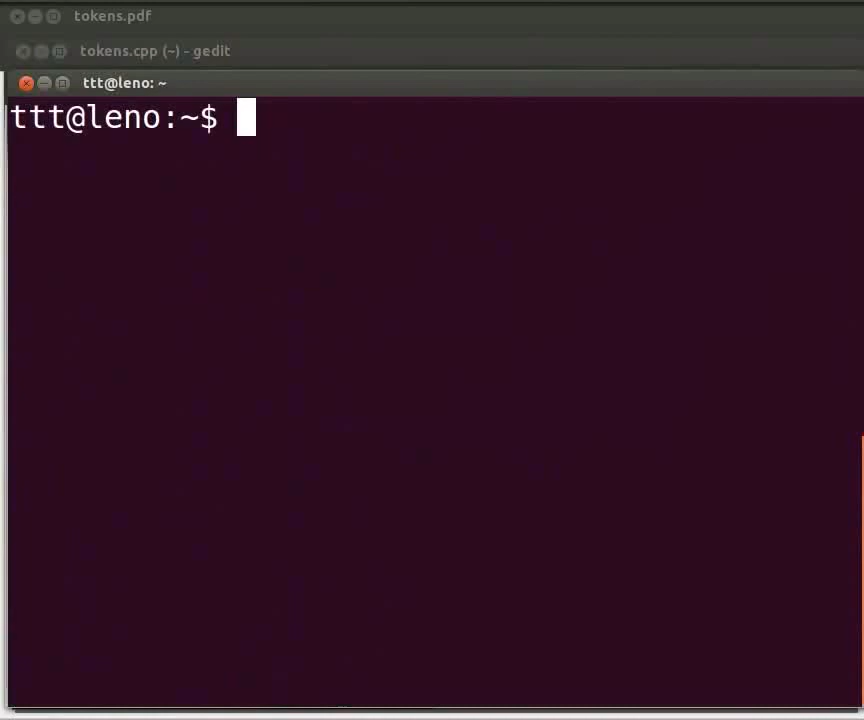 tokens.pdf
tokens.cpp (~) - gedit
ttt@leno: ~
ttt@leno:~$